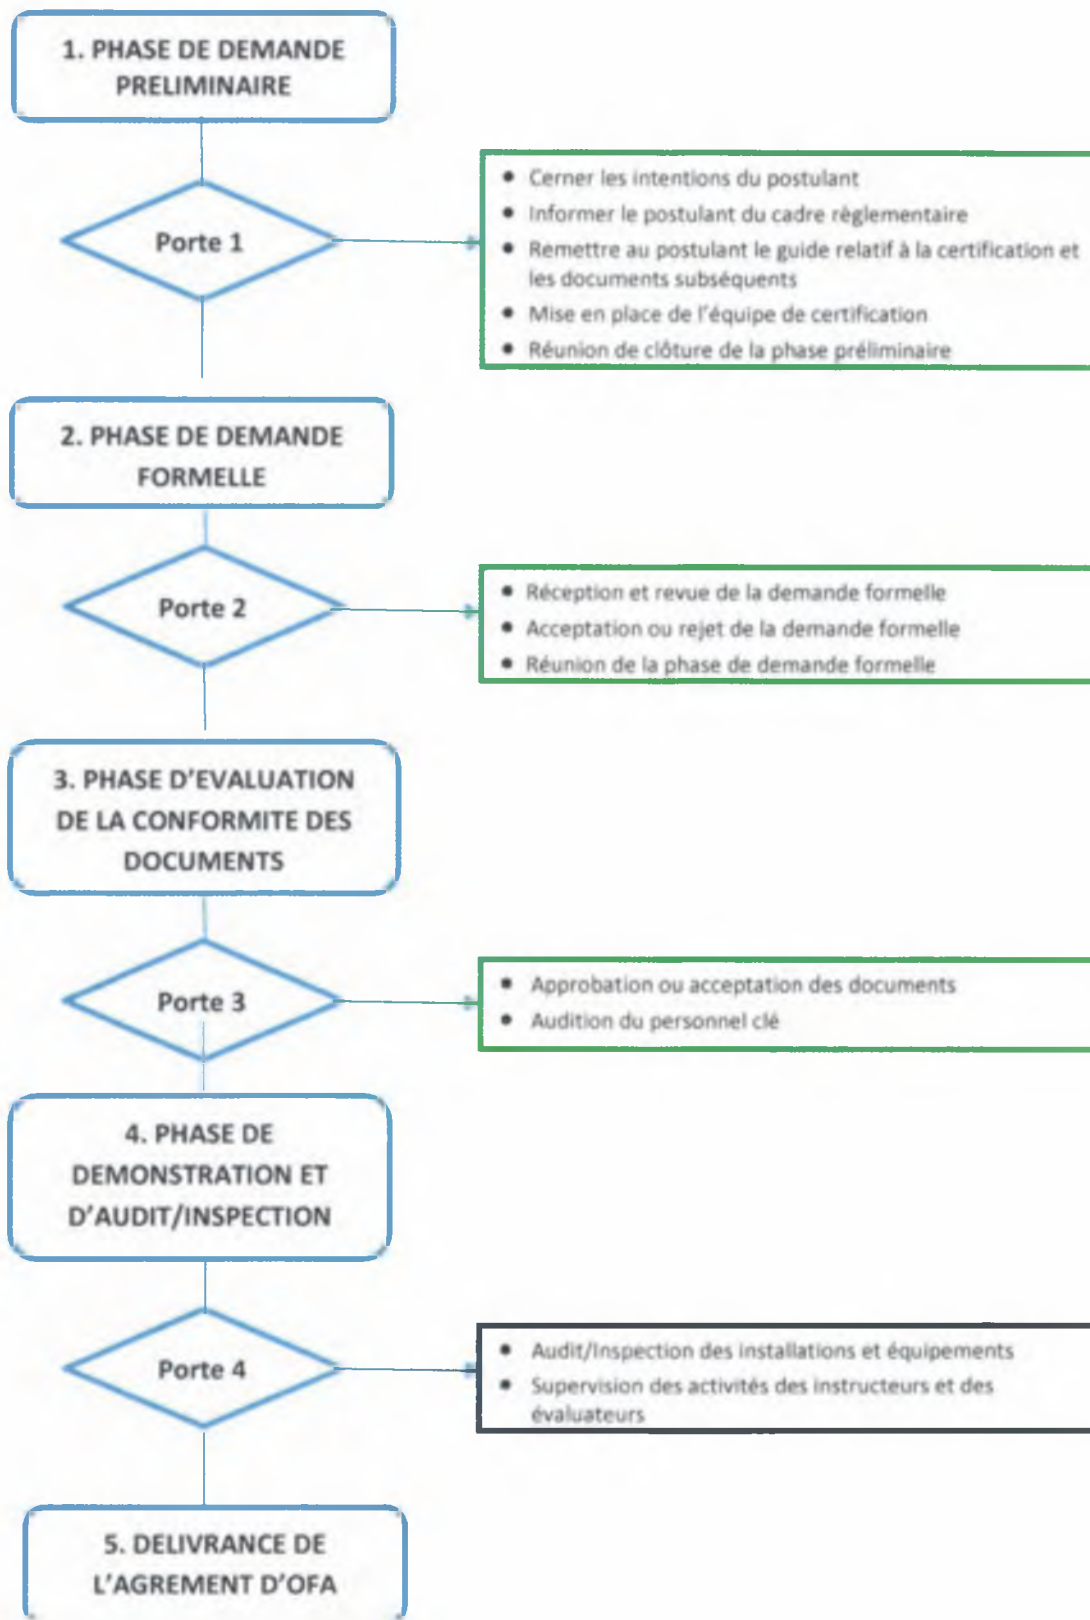 1. PHASE DE DEMANDE
PRELIMINAIRE
Porte 1
• Cerner les intentions du postulant
• Informer le postulant du cadre règlementaire
• Remettre au postulant le guide relatif à la certification et
les documents subséquents
• Mise en place de l'équipe de certification
• Réunion de clôture de la phase préliminaire
2. PHASE DE DEMANDE
FORMELLE
Porte 2
• Réception et revue de la demande formelle
• Acceptation ou rejet de la demande formelle
• Réunion de la phase de demande formelle
3. PHASE D'EVALUATION
DE LA CONFORMITE DES
DOCUMENTS
Porte 3
• Approbation ou acceptation des documents
• Audition du personnel clé
4. PHASE DE
DEMONSTRATION ET
D'AUDIT/INSPECTION
Porte 4
• Audit/Inspection des installations et équipements
• Supervision des activités des instructeurs et des
évaluateurs
5. DELIVRANCE DE
L'AGREMENT D'OFA